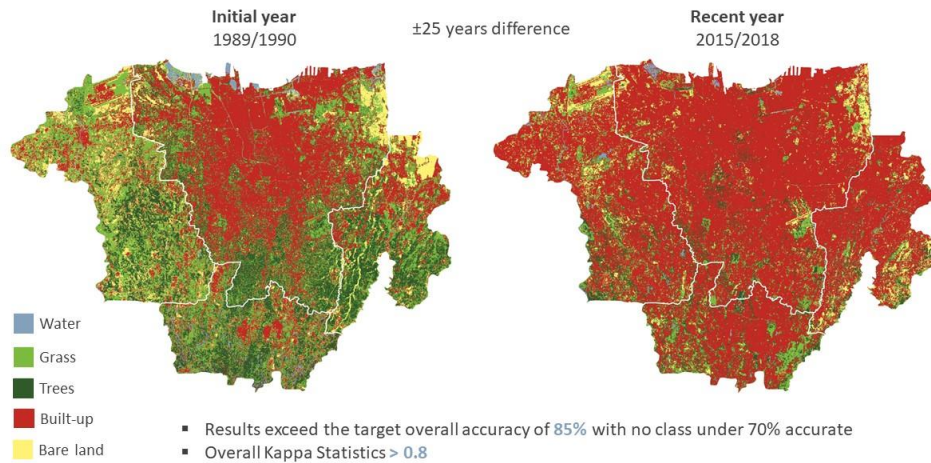 Initial year
1989/1990
±25 years difference
Recent year
2015/2018
Water
Grass
Trees
Built-up
Bare land
▪ Results exceed the target overall accuracy of 85% with no class under 70% accurate
▪ Overall Kappa Statistics > 0.8